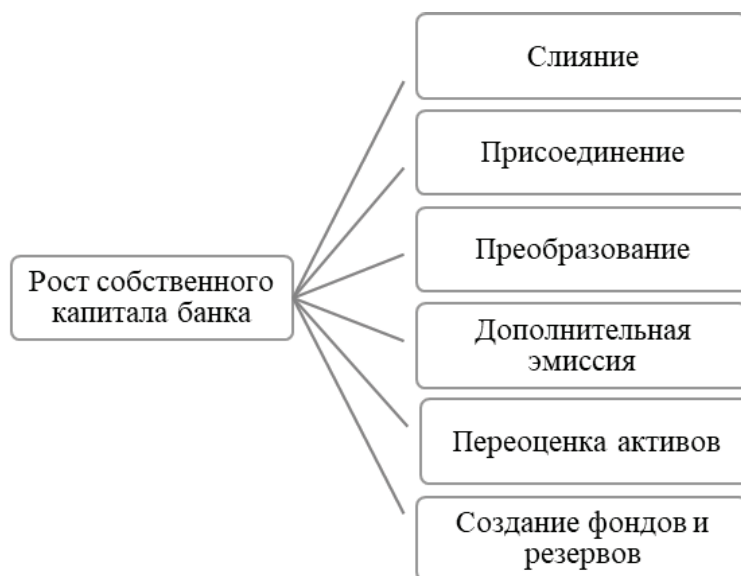 Слияние
Присоединение
Преобразование
Рост собственного
капитала банка
Дополнительная
эмиссия
Переоценка активов
Создание фондов и
резервов